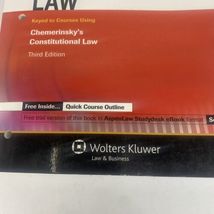 LAW
Keyed to Courses Using
Chemerinsky's
Constitutional Law
Third Edition
Free Inside... Quick Course Outline
Free trial version of this book in AspenLaw Studydesk eBook format
Wolters Kluwer
Law & Business